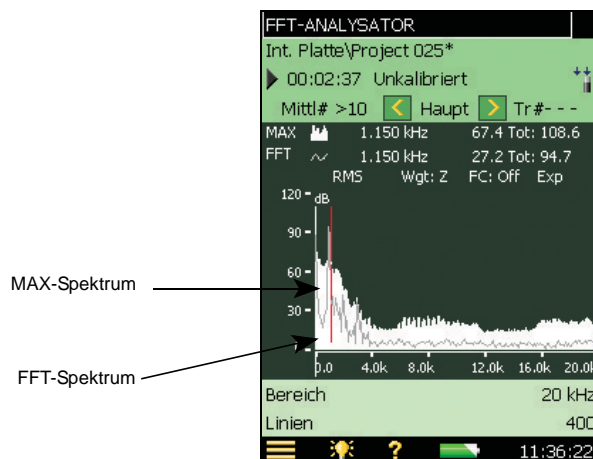 FFT-ANALYSATOR
Int. Platte\Project 025*
00:02:37 Unkalibriert
Mittl# >10 < Haupt > Tr#---
MAX 1.150 kHz 67.4 Tot: 108.6
FFT 1.150 kHz 27.2 Tot: 94.7
RMS Wgt: Z FC: Off Exp
120
dB
90
60
MAX-Spektrum
30
FFT-Spektrum
0.0 4.0k 8.0k 12.0k 16.0k 20.0
Bereich 20 kHz
Linien 400
? 11:36:22